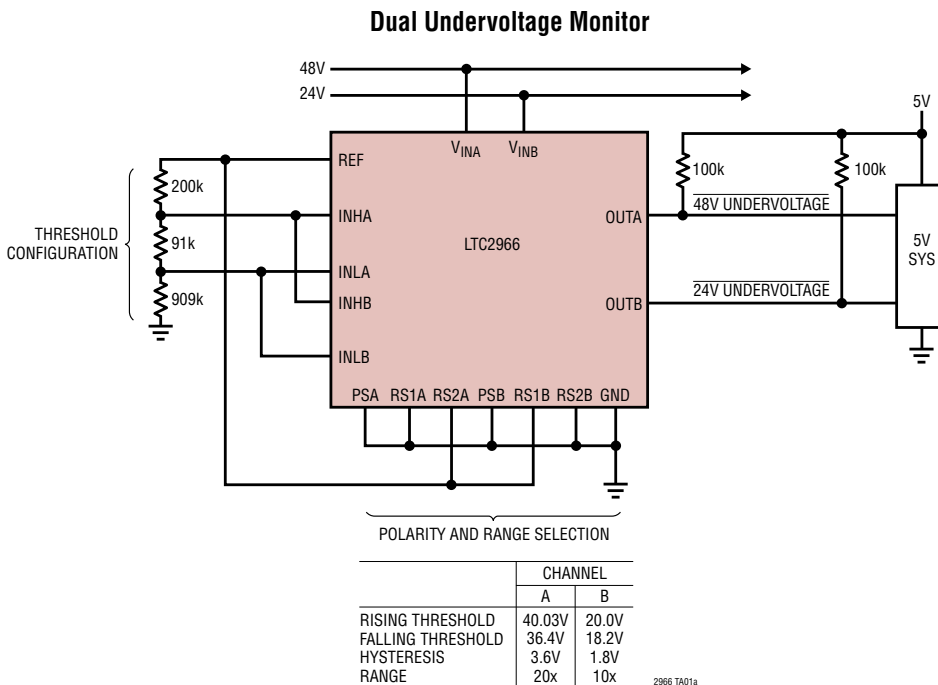 Dual Undervoltage Monitor
48V
24V
5V
VINA VINB
REF
200k
INHA
THRESHOLD
CONFIGURATION
91k
INLA
909k
INHB
INLB
LTC2966
OUTA
OUTB
100k
100k
48V UNDERVOLTAGE
24V UNDERVOLTAGE
5V
SYS
PSA RS1A RS2A PSB RS1B RS2B GND
POLARITY AND RANGE SELECTION
CHANNEL
A B
RISING THRESHOLD 40.03V 20.0V
FALLING THRESHOLD 36.4V 18.2V
HYSTERESIS 3.6V 1.8V
RANGE 20x 10x
2966 TA01a